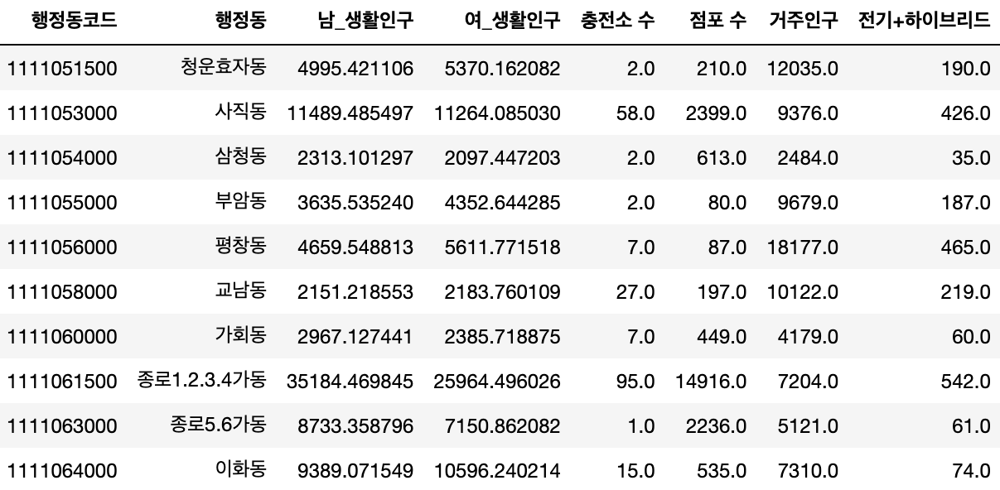 행정동코드 행정동 남_생활인구 여_생활인구 충전소 수 점포 수 거주인구 전기+하이브리드
1111051500 청운효자동 4995.421106 5370.162082 2.0 210.0 12035.0 190.0
1111053000 사직동 11489.485497 11264.085030 58.0 2399.0 9376.0 426.0
1111054000 삼청동 2313.101297 2097.447203 2.0 613.0 2484.0 35.0
1111055000 부암동 3635.535240 4352.644285 2.0 80.0 9679.0 187.0
1111056000 평창동 4659.548813 5611.771518 7.0 87.0 18177.0 465.0
1111058000 교남동 2151.218553 2183.760109 27.0 197.0 10122.0 219.0
1111060000 가회동 2967.127441 2385.718875 7.0 449.0 4179.0 60.0
1111061500 종로1.2.3.4가동 35184.469845 25964.496026 95.0 14916.0 7204.0 542.0
1111063000 종로5.6가동 8733.358796 7150.862082 1.0 2236.0 5121.0 61.0
1111064000 이화동 9389.071549 10596.240214 15.0 535.0 7310.0 74.0